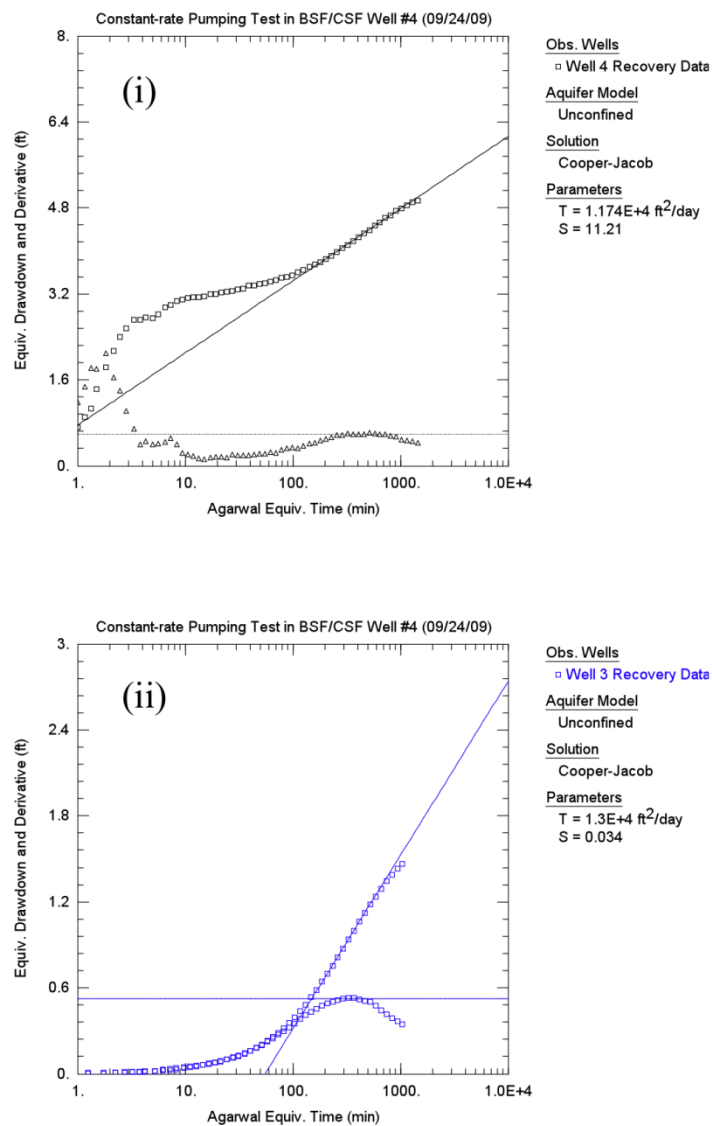 Constant-rate Pumping Test in BSF/CSF Well #4 (09/24/09)
(i)
8.
6.4
4.8
3.2
1.6
0.
Equiv. Drawdown and Derivative (ft)
1. 10. 100. 1000. 1.0E+4
Agarwal Equiv. Time (min)
Obs. Wells
Well 4 Recovery Data
Aquifer Model
Unconfined
Solution
Cooper-Jacob
Parameters
T = 1.174E+4 ft²/day
S = 11.21
Constant-rate Pumping Test in BSF/CSF Well #4 (09/24/09)
(ii)
3.
2.4
1.8
1.2
0.6
0.
Equiv. Drawdown and Derivative (ft)
1. 10. 100. 1000. 1.0E+4
Agarwal Equiv. Time (min)
Obs. Wells
Well 3 Recovery Data
Aquifer Model
Unconfined
Solution
Cooper-Jacob
Parameters
T = 1.3E+4 ft²/day
S = 0.034